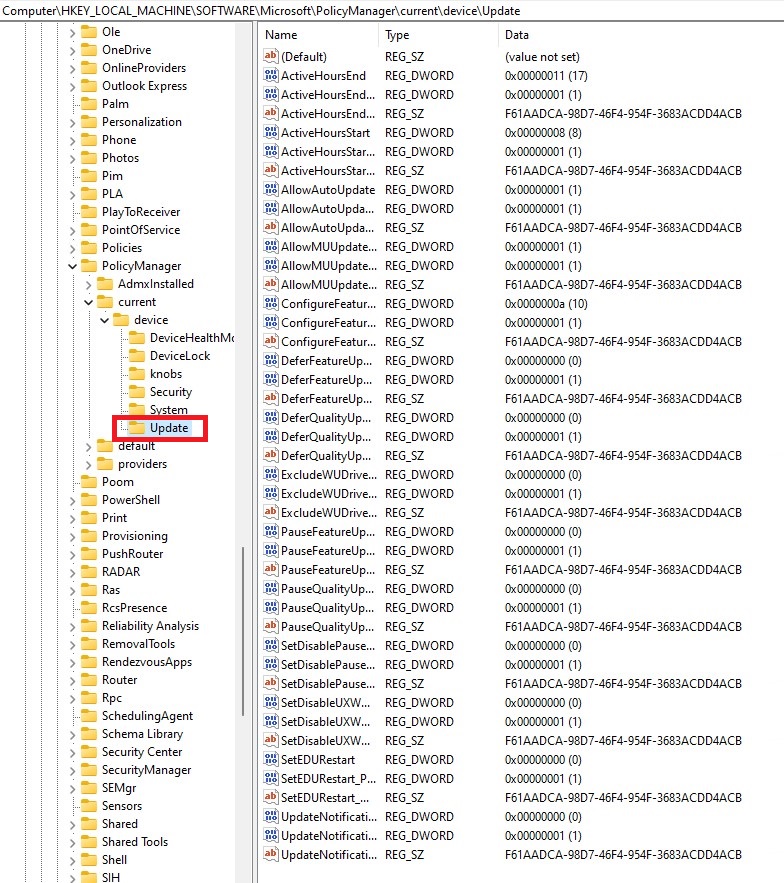 Computer\HKEY_LOCAL_MACHINE\SOFTWARE\Microsoft\PolicyManager\current\device\Update
Ole
OneDrive
OnlineProviders
Outlook Express
Palm
Personalization
Phone
Photos
Pim
PLA
PlayToReceiver
PointOfService
Policies
PolicyManager
AdmxInstalled
current
device
DeviceHealthMo
DeviceLock
knobs
Security
System
Update
default
providers
Poom
PowerShell
Print
Provisioning
PushRouter
RADAR
Ras
RcsPresence
Reliability Analysis
RemovalTools
RendezvousApps
Router
Rpc
SchedulingAgent
Schema Library
Security Center
SecurityManager
SEMgr
Sensors
Shared
Shared Tools
Shell
SIH
Name Type Data
(Default) REG_SZ (value not set)
ActiveHoursEnd REG_DWORD 0x00000011 (17)
ActiveHoursEnd... REG_DWORD 0x00000001 (1)
ActiveHoursEnd... REG_SZ F61AADCA-98D7-46F4-954F-3683ACDD4ACB
ActiveHoursStart REG_DWORD 0x00000008 (8)
ActiveHoursStar... REG_DWORD 0x00000001 (1)
ActiveHoursStar... REG_SZ F61AADCA-98D7-46F4-954F-3683ACDD4ACB
AllowAutoUpdate REG_DWORD 0x00000001 (1)
AllowAutoUpda... REG_DWORD 0x00000001 (1)
AllowAutoUpda... REG_SZ F61AADCA-98D7-46F4-954F-3683ACDD4ACB
AllowMUUpdate... REG_DWORD 0x00000001 (1)
AllowMUUpdate... REG_DWORD 0x00000001 (1)
AllowMUUpdate... REG_SZ F61AADCA-98D7-46F4-954F-3683ACDD4ACB
ConfigureFeatur... REG_DWORD 0x0000000a (10)
ConfigureFeatur... REG_DWORD 0x00000001 (1)
ConfigureFeatur... REG_SZ F61AADCA-98D7-46F4-954F-3683ACDD4ACB
DeferFeatureUp... REG_DWORD 0x00000000 (0)
DeferFeatureUp... REG_DWORD 0x00000001 (1)
DeferFeatureUp... REG_SZ F61AADCA-98D7-46F4-954F-3683ACDD4ACB
DeferQualityUp... REG_DWORD 0x00000000 (0)
DeferQualityUp... REG_DWORD 0x00000001 (1)
DeferQualityUp... REG_SZ F61AADCA-98D7-46F4-954F-3683ACDD4ACB
ExcludeWUDrive... REG_DWORD 0x00000000 (0)
ExcludeWUDrive... REG_DWORD 0x00000001 (1)
ExcludeWUDrive... REG_SZ F61AADCA-98D7-46F4-954F-3683ACDD4ACB
PauseFeatureUp... REG_DWORD 0x00000000 (0)
PauseFeatureUp... REG_DWORD 0x00000001 (1)
PauseFeatureUp... REG_SZ F61AADCA-98D7-46F4-954F-3683ACDD4ACB
PauseQualityUp... REG_DWORD 0x00000000 (0)
PauseQualityUp... REG_DWORD 0x00000001 (1)
PauseQualityUp... REG_SZ F61AADCA-98D7-46F4-954F-3683ACDD4ACB
SetDisablePause... REG_DWORD 0x00000000 (0)
SetDisablePause... REG_DWORD 0x00000001 (1)
SetDisablePause... REG_SZ F61AADCA-98D7-46F4-954F-3683ACDD4ACB
SetDisableUXW... REG_DWORD 0x00000000 (0)
SetDisableUXW... REG_DWORD 0x00000001 (1)
SetDisableUXW... REG_SZ F61AADCA-98D7-46F4-954F-3683ACDD4ACB
SetEDURestart REG_DWORD 0x00000000 (0)
SetEDURestart_P... REG_DWORD 0x00000001 (1)
SetEDURestart_... REG_SZ F61AADCA-98D7-46F4-954F-3683ACDD4ACB
UpdateNotificati... REG_DWORD 0x00000000 (0)
UpdateNotificati... REG_DWORD 0x00000001 (1)
UpdateNotificati... REG_SZ F61AADCA-98D7-46F4-954F-3683ACDD4ACB